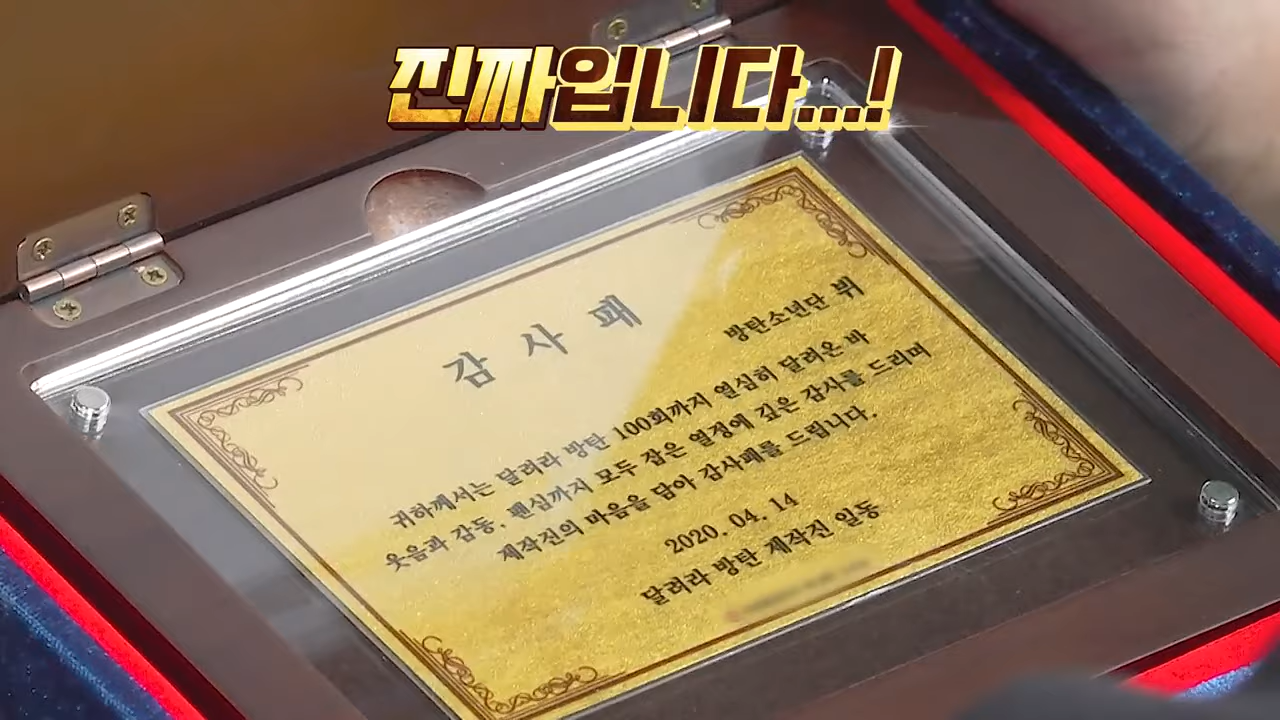 진짜입니다...!
감사패
방탄소년단 뷔
귀하께서는 달려라 방탄 100회까지 열심히 달려온 바
웃음과 감동, 팬심까지 모두 잡은 열정에 깊은 감사를 드리며
제작진의 마음을 담아 감사패를 드립니다.
2020. 04. 14
달려라 방탄 제작진 일동